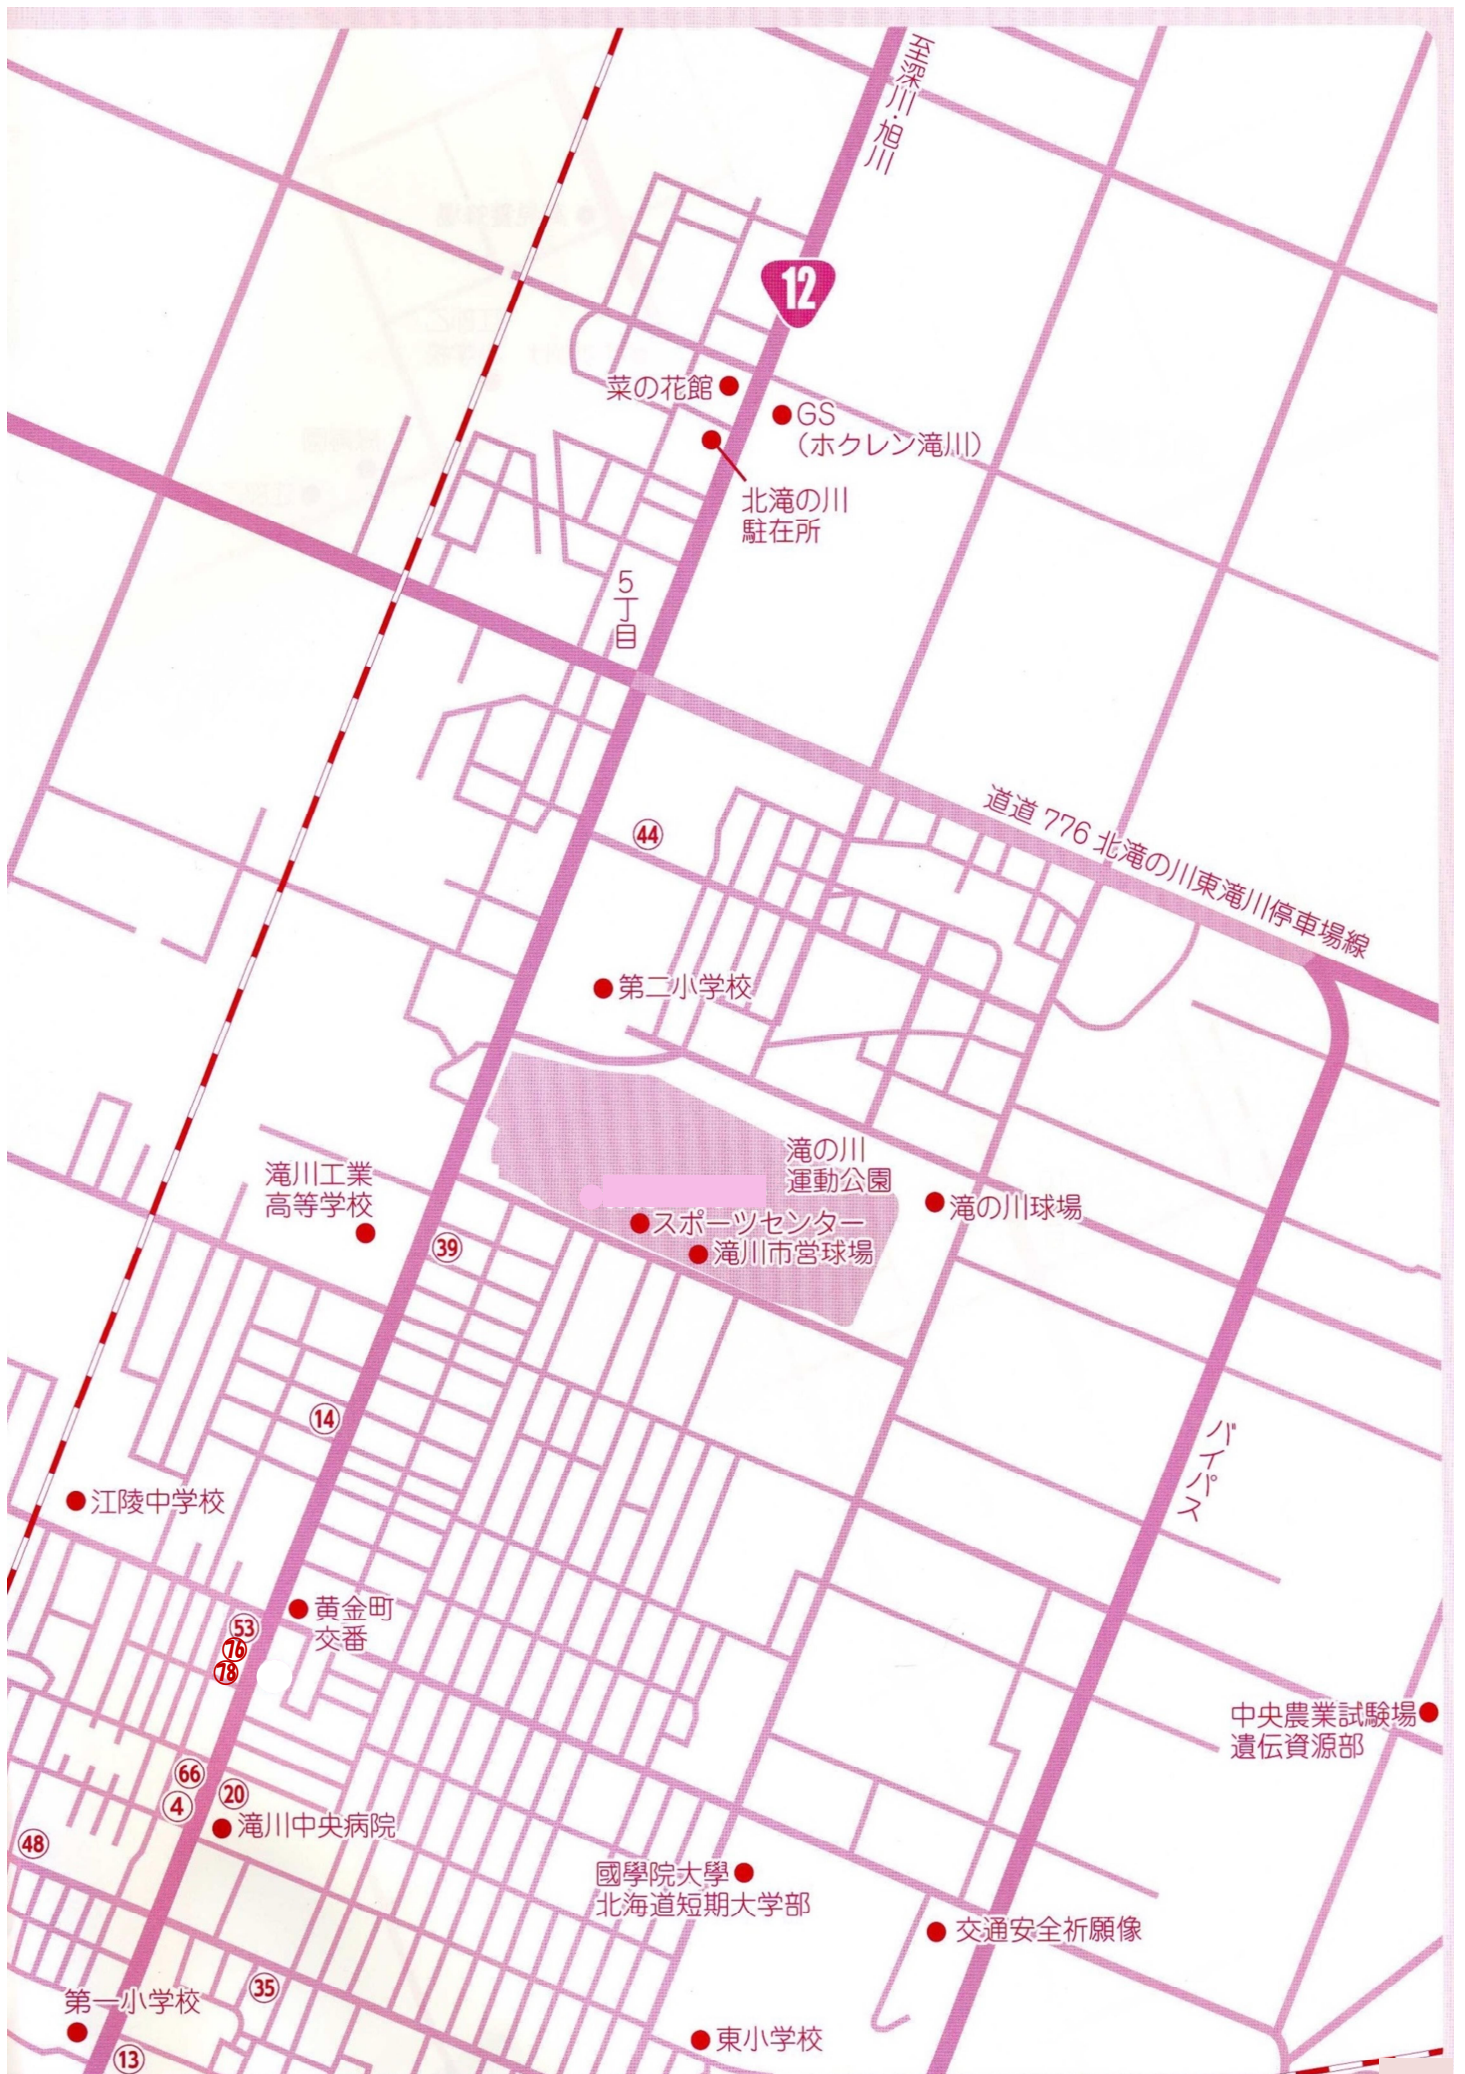 至深川・旭川
12
菜の花館
GS
(ホクレン滝川)
北滝の川
駐在所
5丁目
道道 776 北滝の川東滝川停車場線
44
第二小学校
滝の川
運動公園
滝川工業
高等学校
滝の川球場
スポーツセンター
滝川市営球場
39
14
バイパス
江陵中学校
黄金町
交番
53
76
78
中央農業試験場
遺伝資源部
66
20
4
滝川中央病院
48
國學院大學
北海道短期大学部
交通安全祈願像
35
第一小学校
東小学校
13